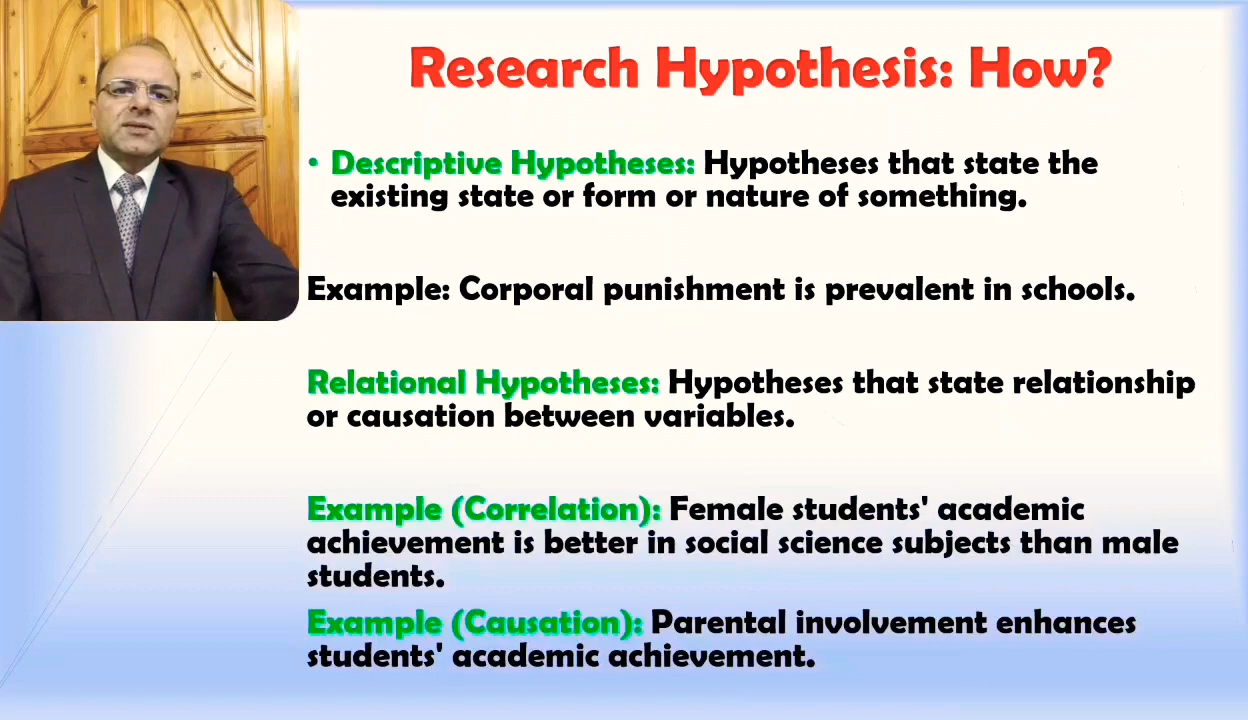 Research Hypothesis: How?
• Descriptive Hypotheses: Hypotheses that state the
existing state or form or nature of something.
Example: Corporal punishment is prevalent in schools.
Relational Hypotheses: Hypotheses that state relationship
or causation between variables.
Example (Correlation): Female students' academic
achievement is better in social science subjects than male
students.
Example (Causation): Parental involvement enhances
students' academic achievement.